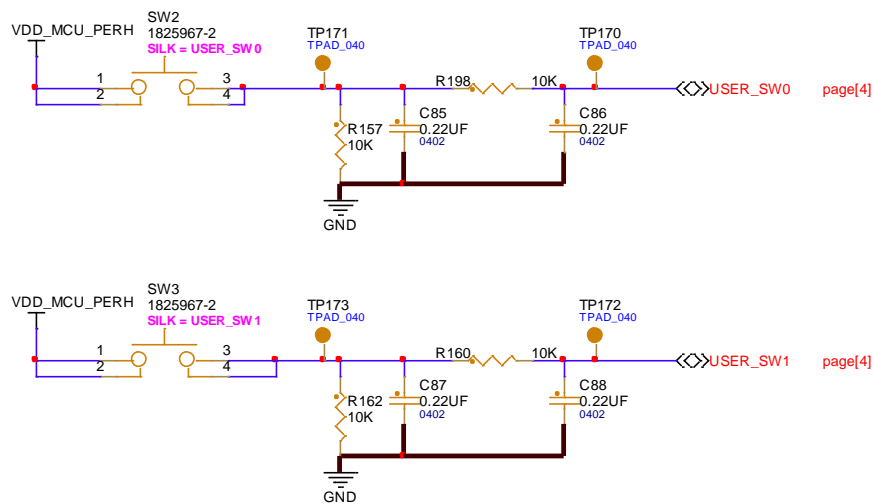 SW2
VDD_MCU_PERH
1825967-2
SILK = USER_SW0
TP171
TPAD_040
TP170
TPAD_040
1
2
3
4
R198
10K
USER_SW0
page[4]
R157
10K
C85
0.22UF
0402
C86
0.22UF
0402
GND
SW3
VDD_MCU_PERH
1825967-2
SILK = USER_SW1
TP173
TPAD_040
TP172
TPAD_040
1
2
3
4
R160
10K
USER_SW1
page[4]
R162
10K
C87
0.22UF
0402
C88
0.22UF
0402
GND